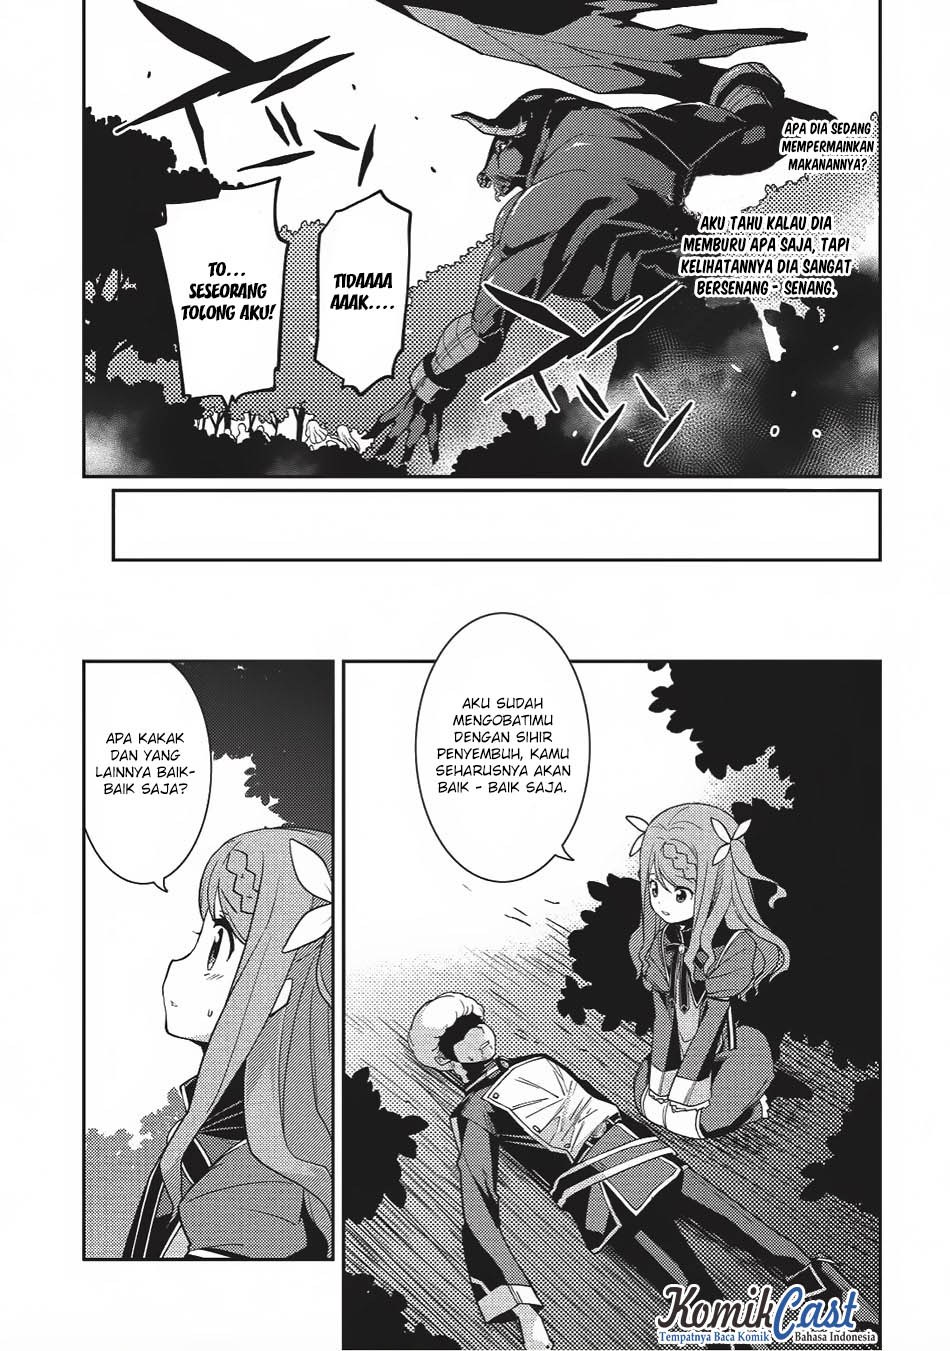 APA DIA SEDANG
MEMPERMAINKAN
MAKANANNYA?
AKU TAHU KALAU DIA
MEMBURU APA SAJA, TAPI
KELIHATANNYA DIA SANGAT
BERSENANG - SENANG.
TIDAAAA
AAAK....
TO...
SESEORANG
TOLONG AKU!
AKU SUDAH
MENGOBATIMU
DENGAN SIHIR
PENYEMBUH, KAMU
SEHARUSNYA AKAN
BAIK - BAIK SAJA.
APA KAKAK
DAN YANG
LAINNYA BAIK-
BAIK SAJA?
KomikCast
Tempatnya Baca Komik Bahasa Indonesia